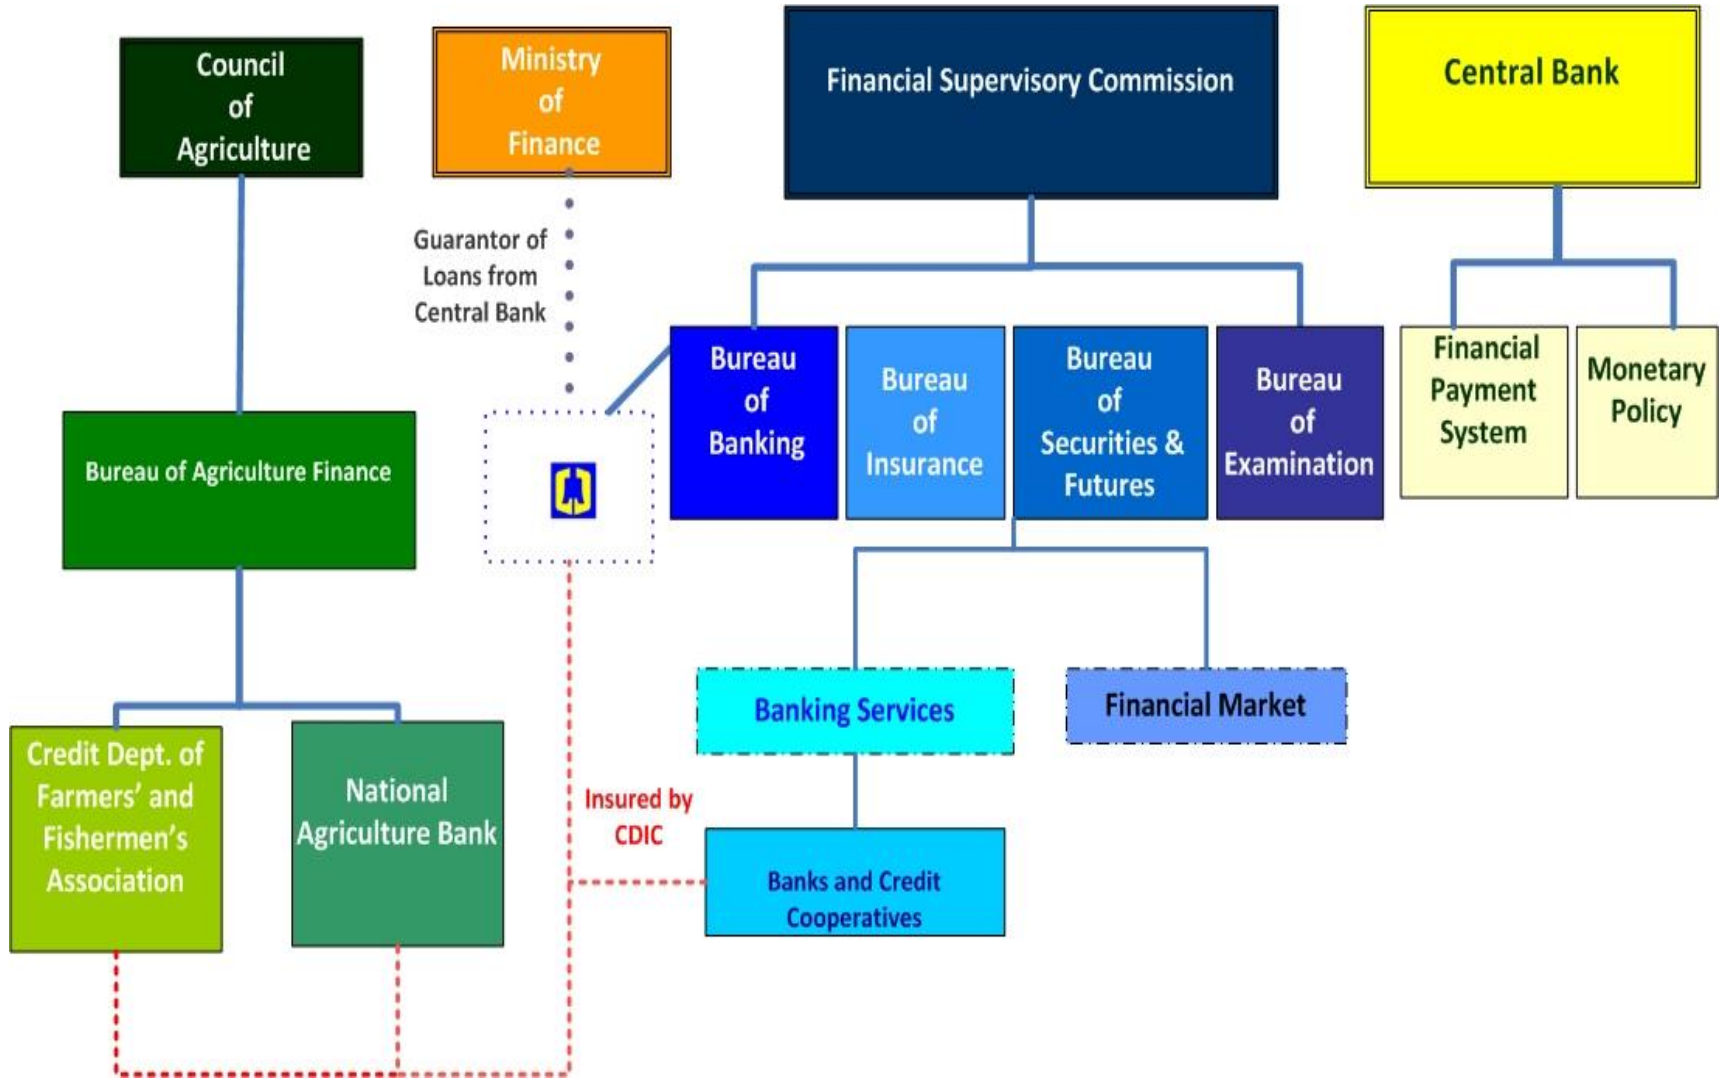 Council
of
Agriculture
Ministry
of
Finance
Financial Supervisory Commission
Central Bank
Guarantor of
Loans from
Central Bank
Bureau
of
Banking
Bureau
of
Insurance
Bureau
of
Securities &
Futures
Bureau
of
Examination
Financial
Payment
System
Monetary
Policy
Bureau of Agriculture Finance
Banking Services
Financial Market
Credit Dept. of
Farmers’ and
Fishermen’s
Association
National
Agriculture Bank
Insured by
CDIC
Banks and Credit
Cooperatives